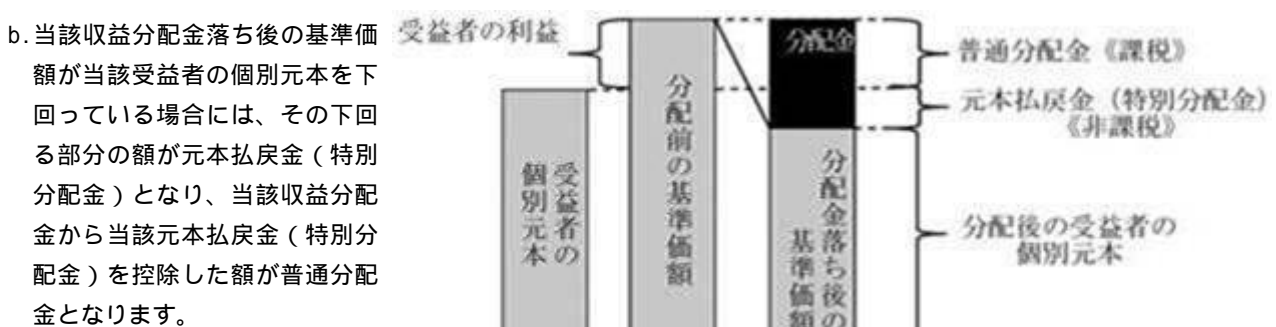 b.当該収益分配金落ち後の基準価
額が当該受益者の個別元本を下
回っている場合には、その下回
る部分の額が元本払戻金(特別
分配金)となり、当該収益分配
金から当該元本払戻金(特別分
配金)を控除した額が普通分配
金となります。
受益者の利益
受益者の
個別元本
分配前の基準価額
分配金
分配金落ち後の
基準価額
普通分配金《課税》
元本払戻金(特別分配金)
《非課税》
分配後の受益者の
個別元本